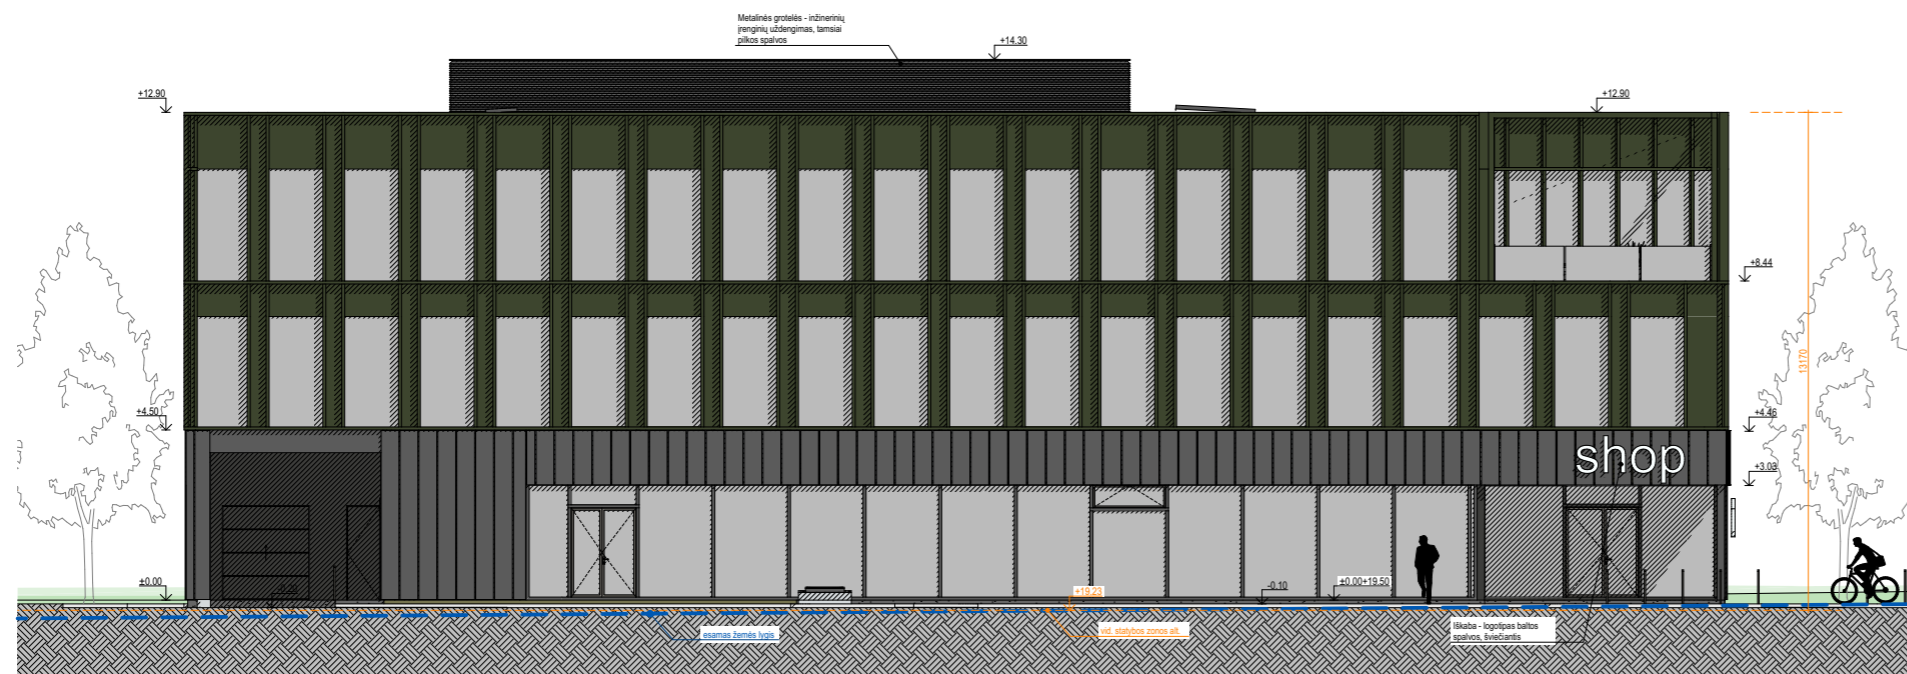 Metalinės grotelės - inžinerinių
įrenginių uždengimas, tamsiai
pilkos spalvos
+14.30
+12.90
+12.90
+8.44
13170
+4.50
+4.46
shop
+3.03
±0.00
+19.23
-0.10
±0.00+19.50
esamas žemės lygis
vid. statybos zonos alt.
Iškaba - logotipas baltos
spalvos, šviečiantis